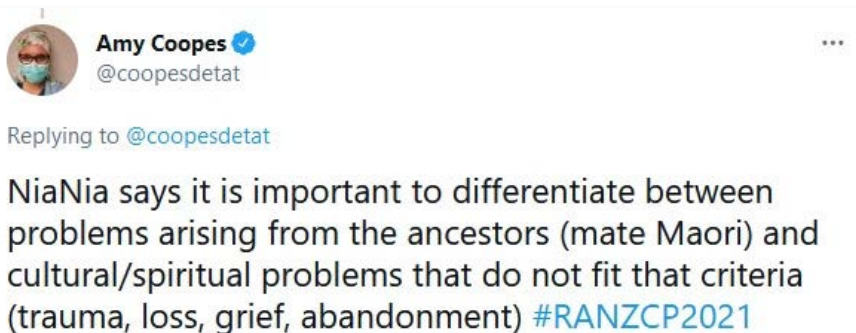 Amy Coopes
@coopesdetat
Replying to @coopesdetat
NiaNia says it is important to differentiate between
problems arising from the ancestors (mate Maori) and
cultural/spiritual problems that do not fit that criteria
(trauma, loss, grief, abandonment) #RANZCP2021